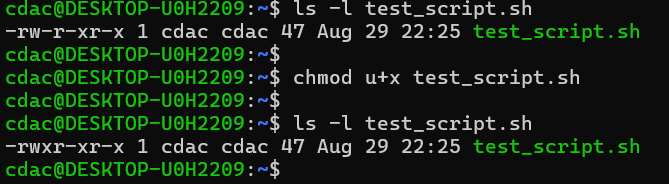 cdac@DESKTOP-U0H2209:~$ ls -l test_script.sh
-rw-r-xr-x 1 cdac cdac 47 Aug 29 22:25 test_script.sh
cdac@DESKTOP-U0H2209:~$
cdac@DESKTOP-U0H2209:~$ chmod u+x test_script.sh
cdac@DESKTOP-U0H2209:~$
cdac@DESKTOP-U0H2209:~$ ls -l test_script.sh
-rwxr-xr-x 1 cdac cdac 47 Aug 29 22:25 test_script.sh
cdac@DESKTOP-U0H2209:~$